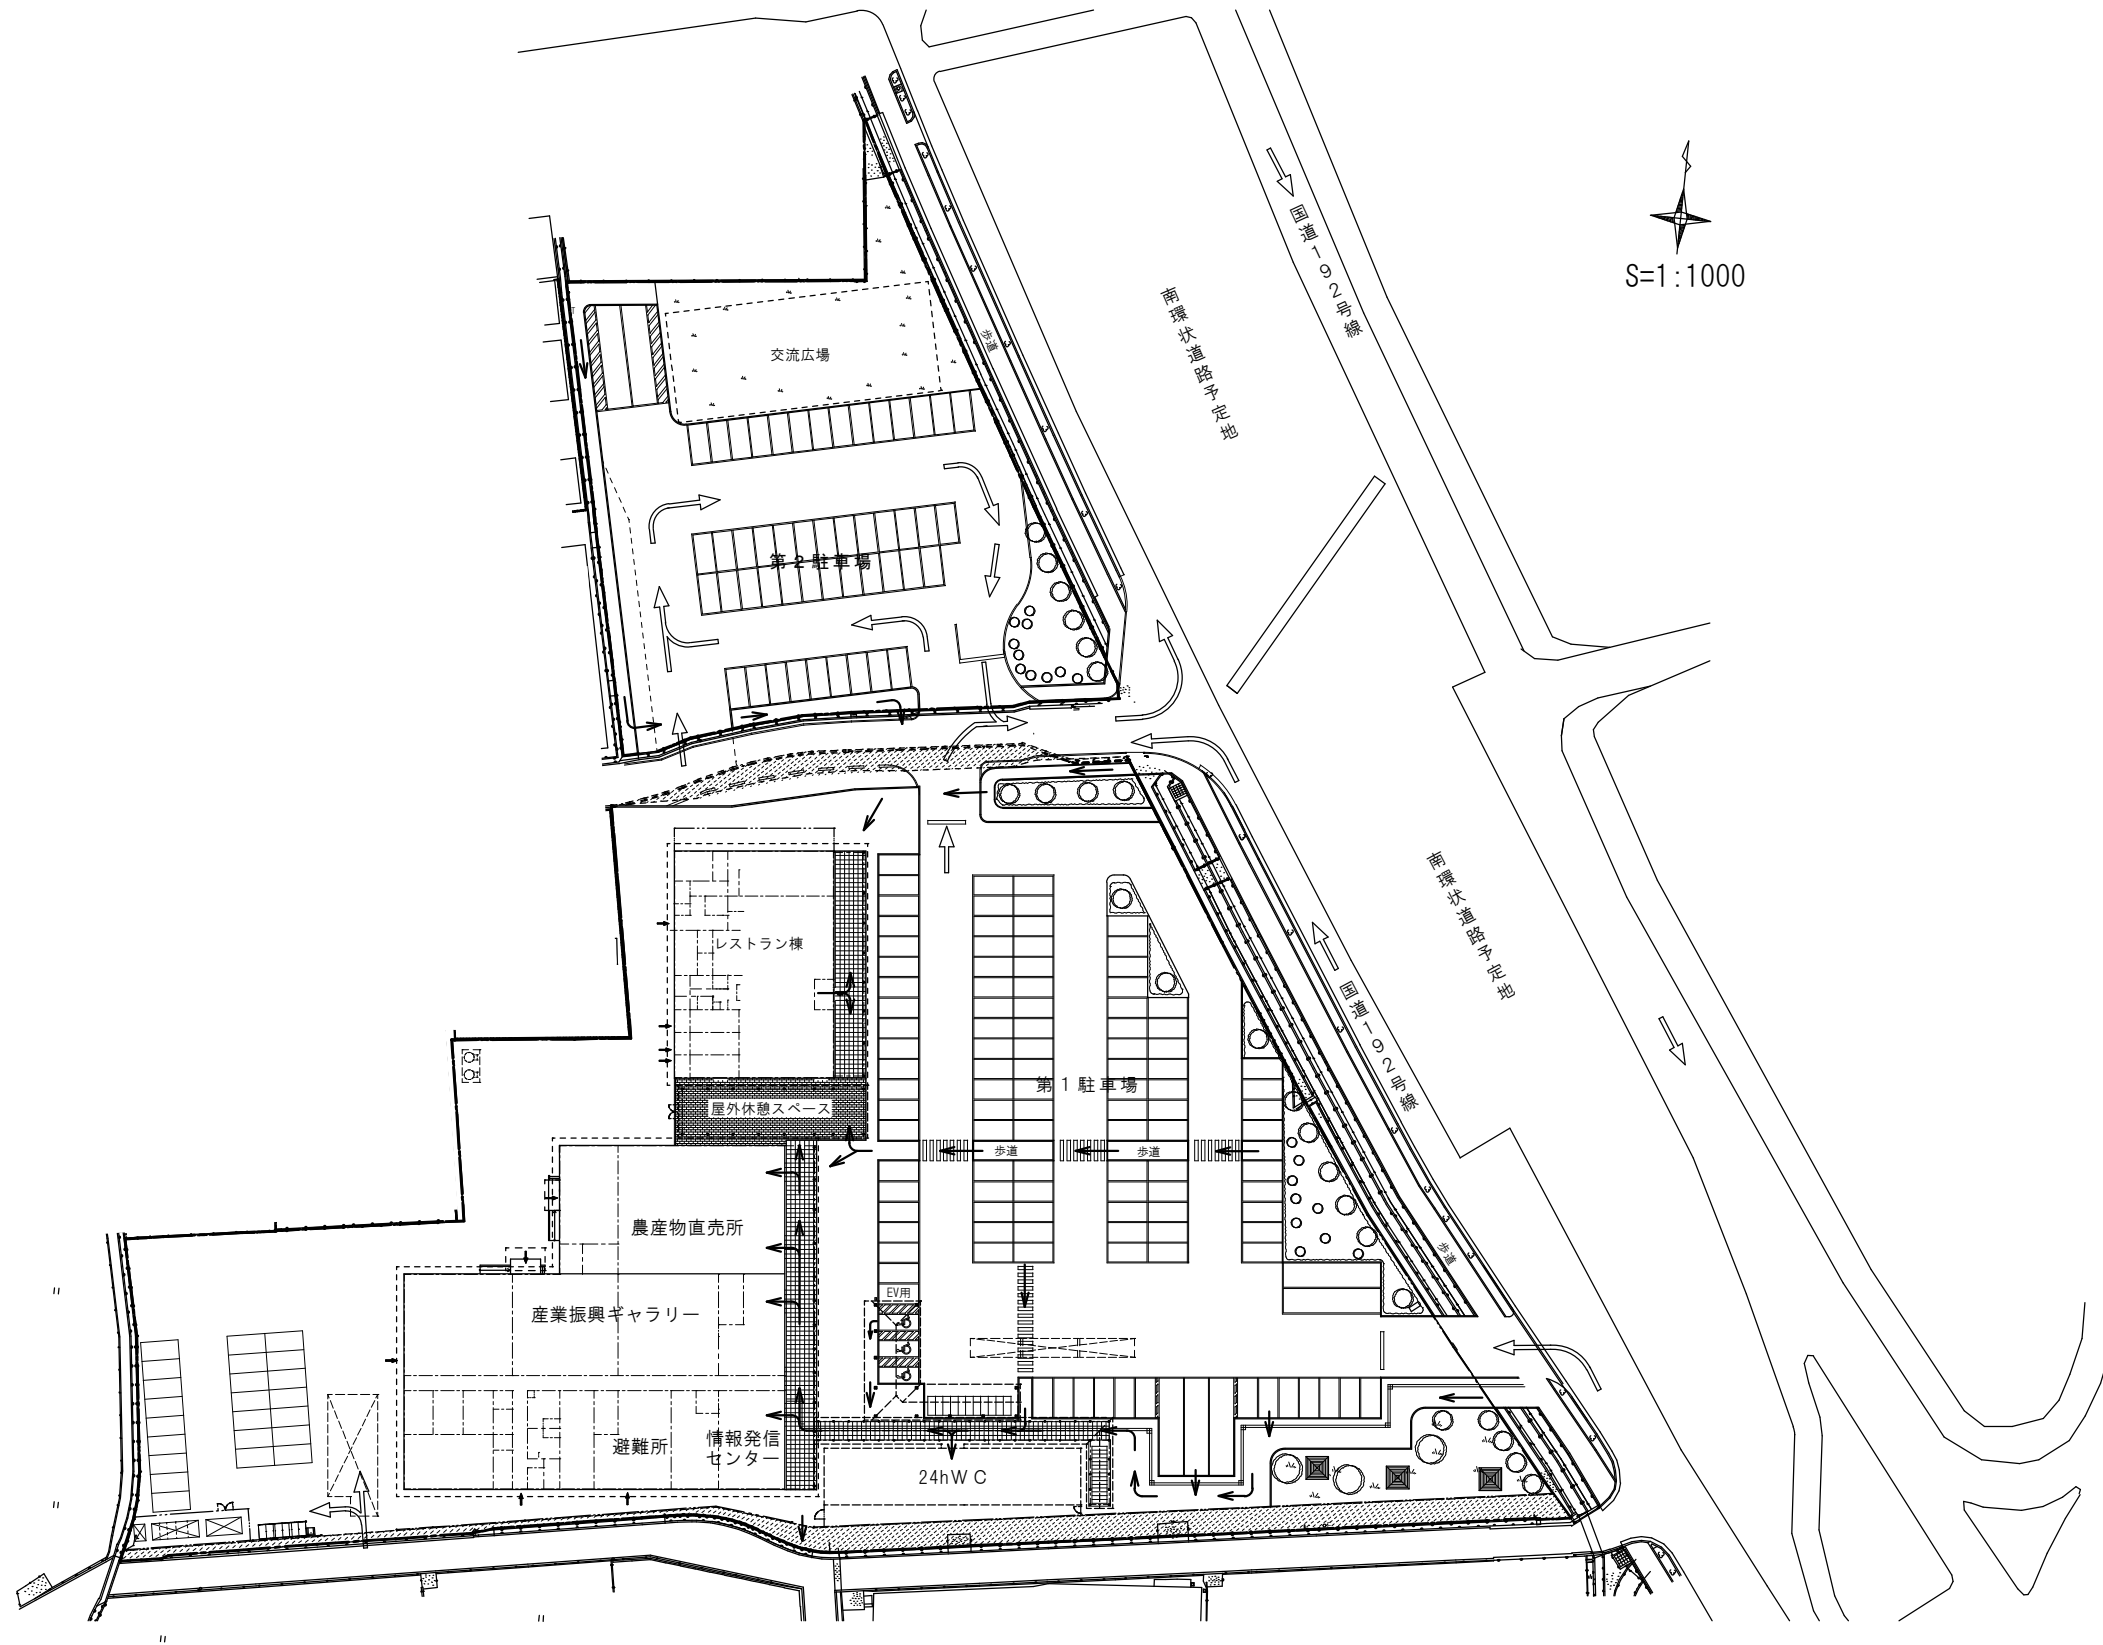 国道１９２号線
S=1:1000
南環状道路予定地
歩道
交流広場
第２駐車場
南環状道路予定地
レストラン棟
国道１９２号線
第１駐車場
屋外休憩スペース
歩道
歩道
農産物直売所
歩道
EV用
産業振興ギャラリー
情報発信
センター
避難所
24hＷＣ